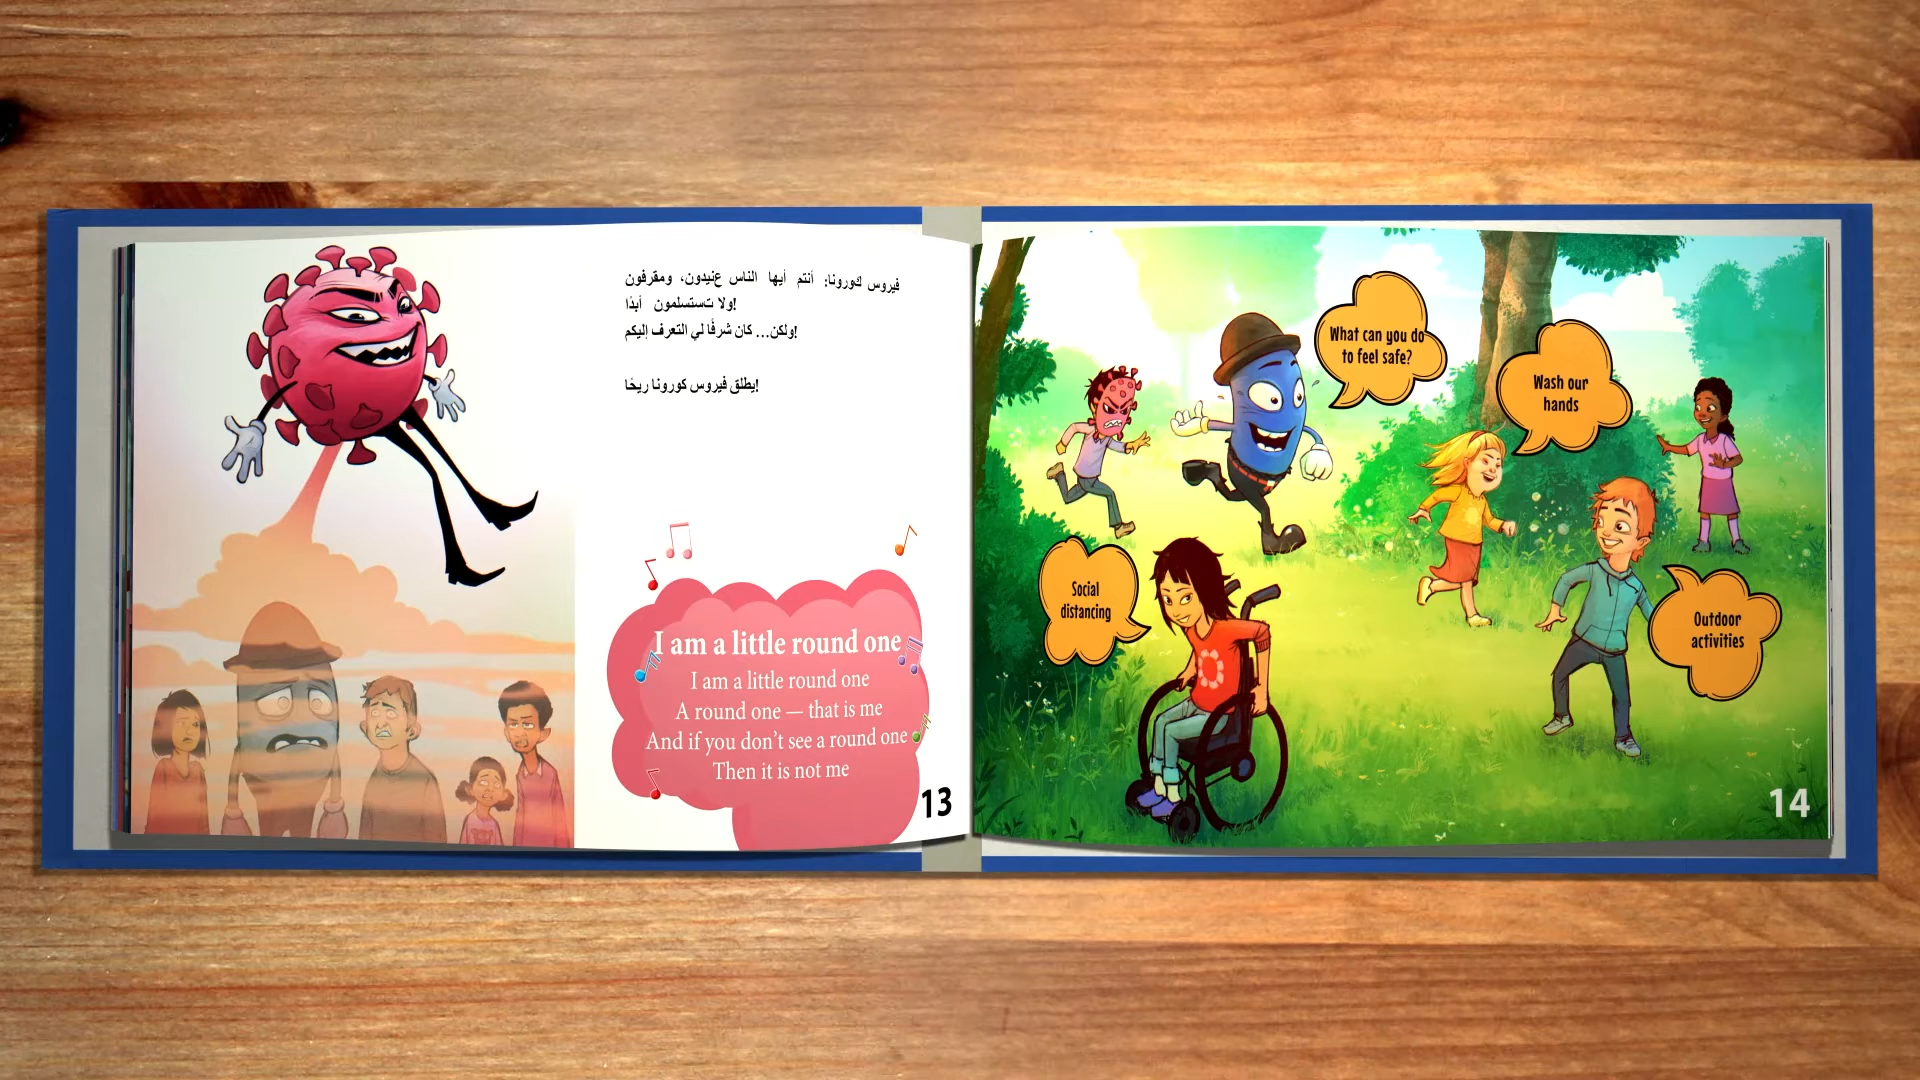 فيروس كورونا: أنتم أيها الناس عنيدون، ومقرفون
ولا تستسلمون أبدًا!
ولكن... كان شرفًا لي التعرف إليكم!
يطلق فيروس كورونا ريحًا!
I am a little round one
I am a little round one
A round one — that is me
And if you don't see a round one
Then it is not me
13
What can you do
to feel safe?
Wash our
hands
Social
distancing
Outdoor
activities
14